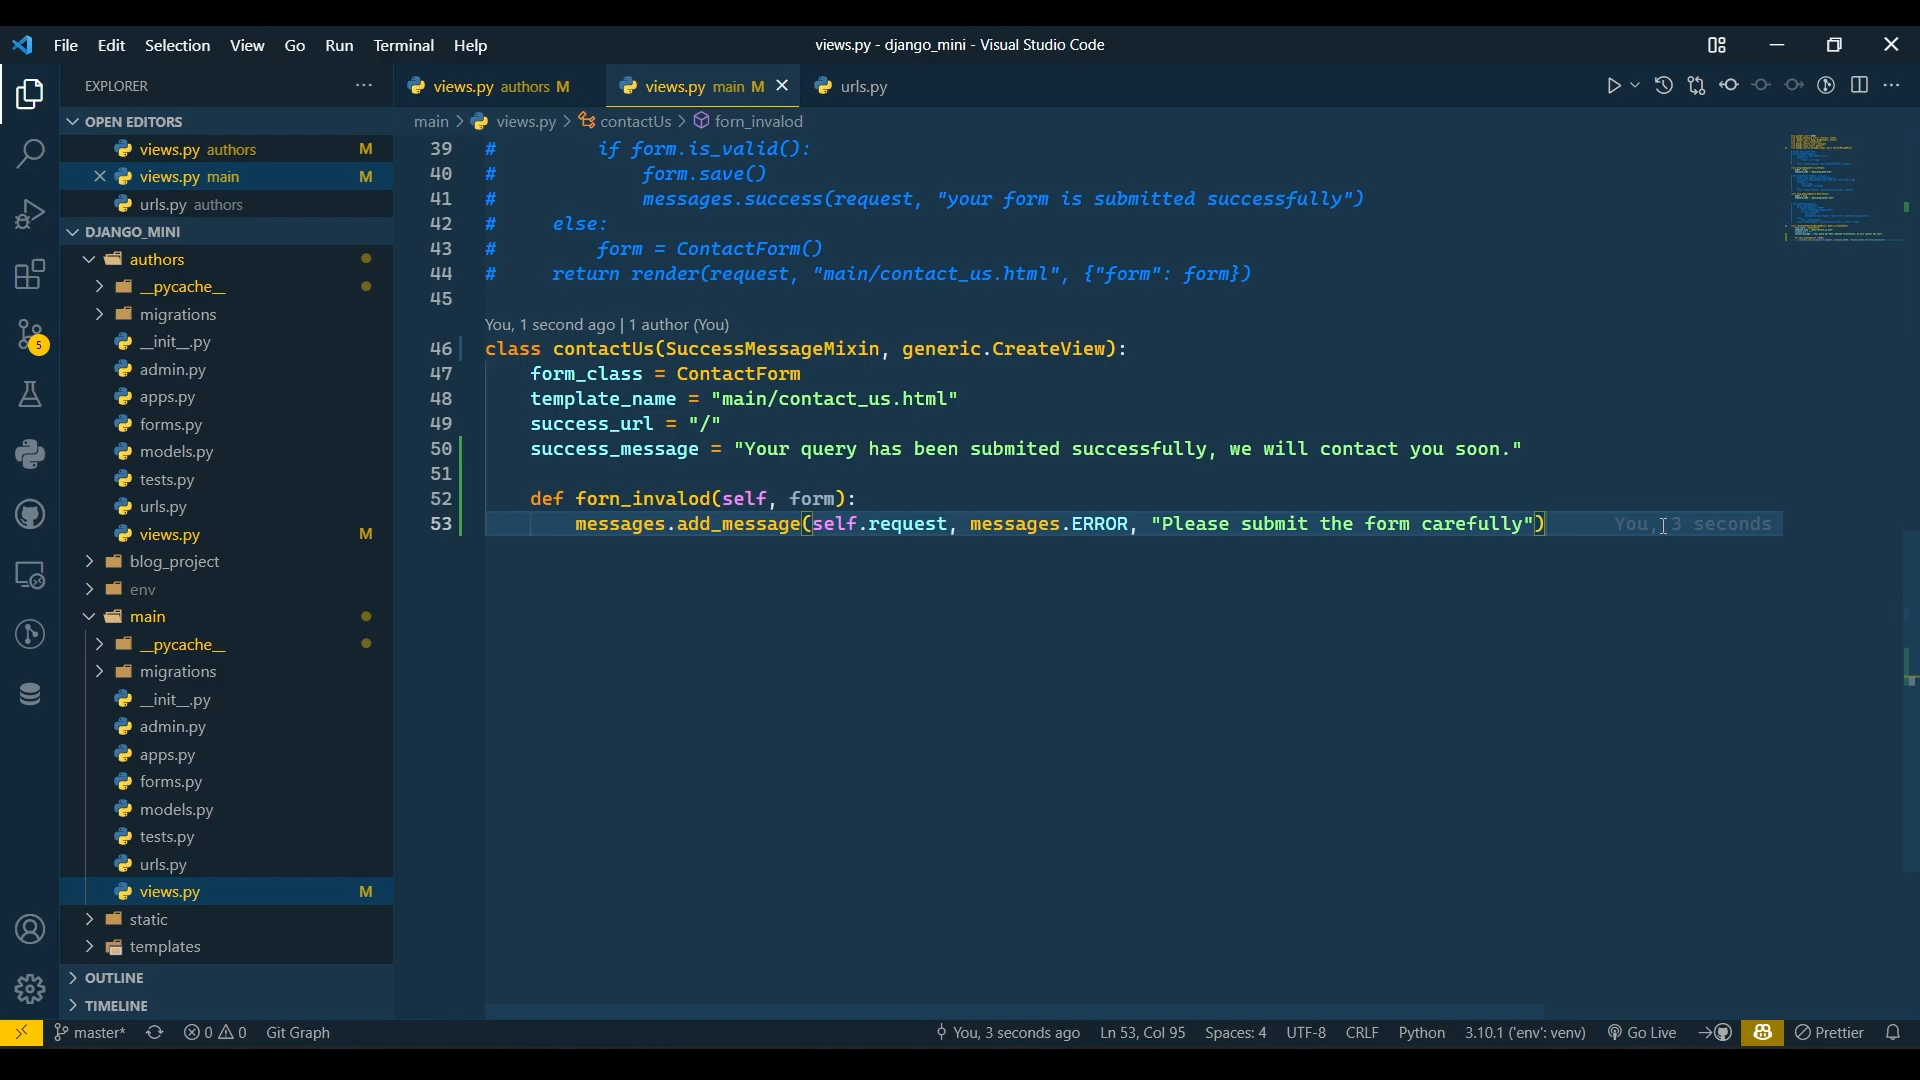 File Edit Selection View Go Run Terminal Help
views.py - django_mini - Visual Studio Code
EXPLORER
views.py authors M
views.py main M
urls.py
OPEN EDITORS
views.py authors M
views.py main M
urls.py authors
DJANGO_MINI
authors
__pycache__
migrations
__init__.py
admin.py
apps.py
forms.py
models.py
tests.py
urls.py
views.py M
blog_project
env
main
__pycache__
migrations
__init__.py
admin.py
apps.py
forms.py
models.py
tests.py
urls.py
views.py M
static
templates
OUTLINE
TIMELINE
main > views.py > contactUs > forn_invalod
39 # if form.is_valid():
40 # form.save()
41 # messages.success(request, "your form is submitted successfully")
42 # else:
43 # form = ContactForm()
44 # return render(request, "main/contact_us.html", {"form": form})
45
You, 1 second ago | 1 author (You)
46 class contactUs(SuccessMessageMixin, generic.CreateView):
47 form_class = ContactForm
48 template_name = "main/contact_us.html"
49 success_url = "/"
50 success_message = "Your query has been submited successfully, we will contact you soon."
51
52 def forn_invalod(self, form):
53 messages.add_message(self.request, messages.ERROR, "Please submit the form carefully") You, 3 seconds
5
master* 0 0 Git Graph
You, 3 seconds ago Ln 53, Col 95 Spaces: 4 UTF-8 CRLF Python 3.10.1 ('env': venv) Go Live Prettier